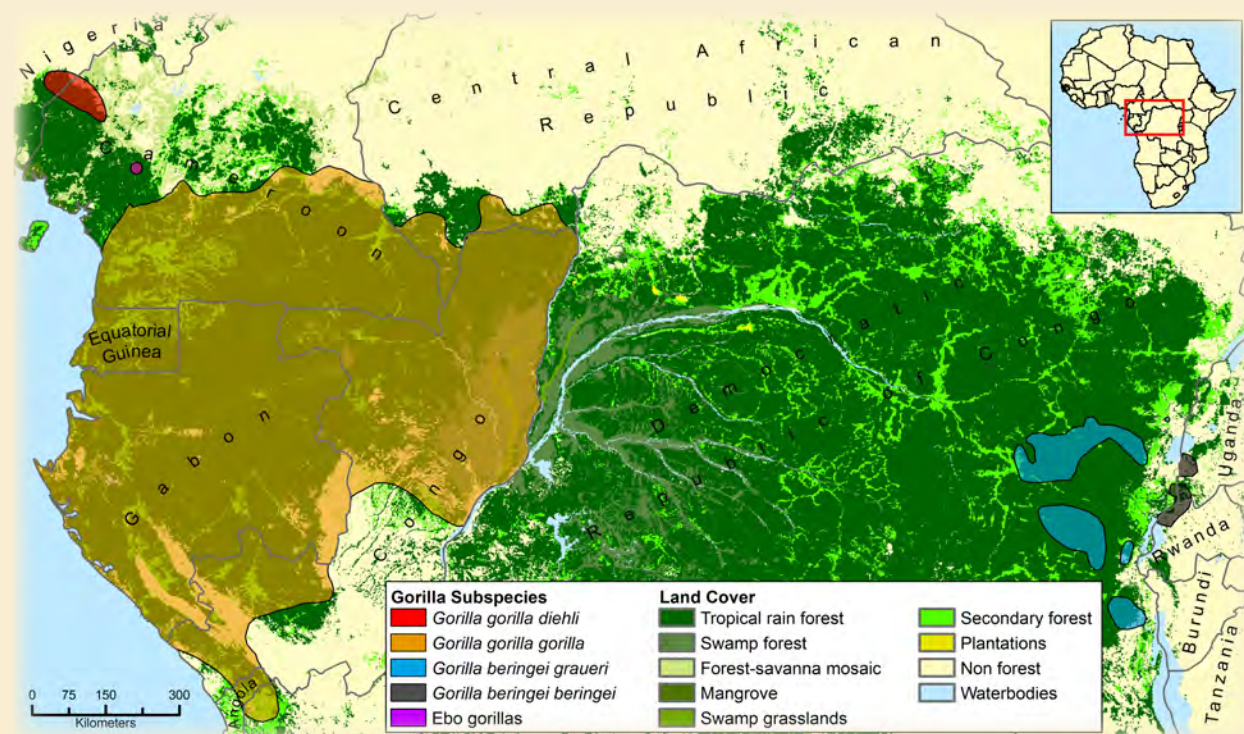 Nigeria
Central African
Republic
Cameroon
Equatorial
Guinea
Gabon
Congo
Democratic
Republic of Congo
Uganda
Rwanda
Burundi
Tanzania
Angola
0 75 150 300
Kilometers
Gorilla Subspecies
Gorilla gorilla diehli
Gorilla gorilla gorilla
Gorilla beringei graueri
Gorilla beringei beringei
Ebo gorillas
Land Cover
Tropical rain forest
Swamp forest
Forest-savanna mosaic
Mangrove
Swamp grasslands
Secondary forest
Plantations
Non forest
Waterbodies